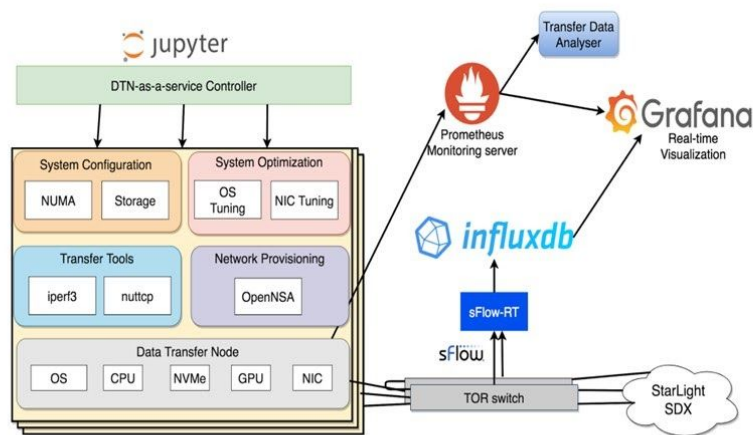 jupyter
DTN-as-a-service Controller
System Configuration
NUMA
Storage
System Optimization
OS
Tuning
NIC Tuning
Transfer Tools
iperf3
nuttcp
Network Provisioning
OpenNSA
Data Transfer Node
OS
CPU
NVMe
GPU
NIC
Transfer Data
Analyser
Prometheus
Monitoring server
Grafana
Real-time
Visualization
influxdb
sFlow-RT
sFlow
TOR switch
StarLight
SDX